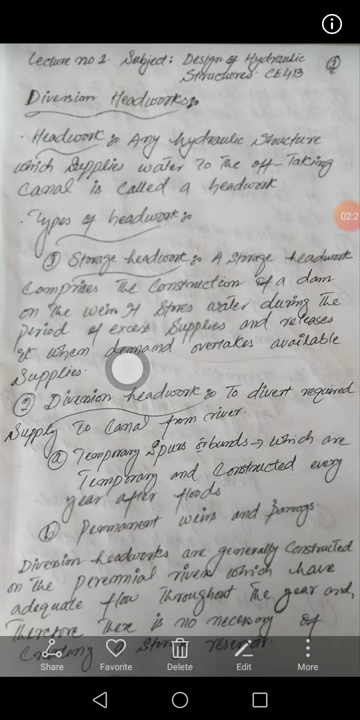 Lecture no 2. Subject: Design of Hydraulic
Structures CE413
Diversion Headworks:
· Headwork: Any hydraulic Structure
which Supplies water To The off-Taking
Canal is called a headwork
· Types of headwork:
① Storage headwork: A Storage headwork
Comprises The Construction of a dam
on the weir. It Stores water during The
period of excess Supplies and releases
it when demand overtakes available
Supplies.
② Diversion headwork: To divert required
Supply To Canal from river.
ⓐ Temporary Spurs or bunds → which are
Temporary and Constructed every
year after floods.
ⓑ Permanent weirs and
Diversion headworks are generally Constructed
on The perennial rivers which have
adequate flow Throughout The year and,
Therefore There is no necessary of
Creating a
02:2
Share
Favorite
Delete
Edit
More